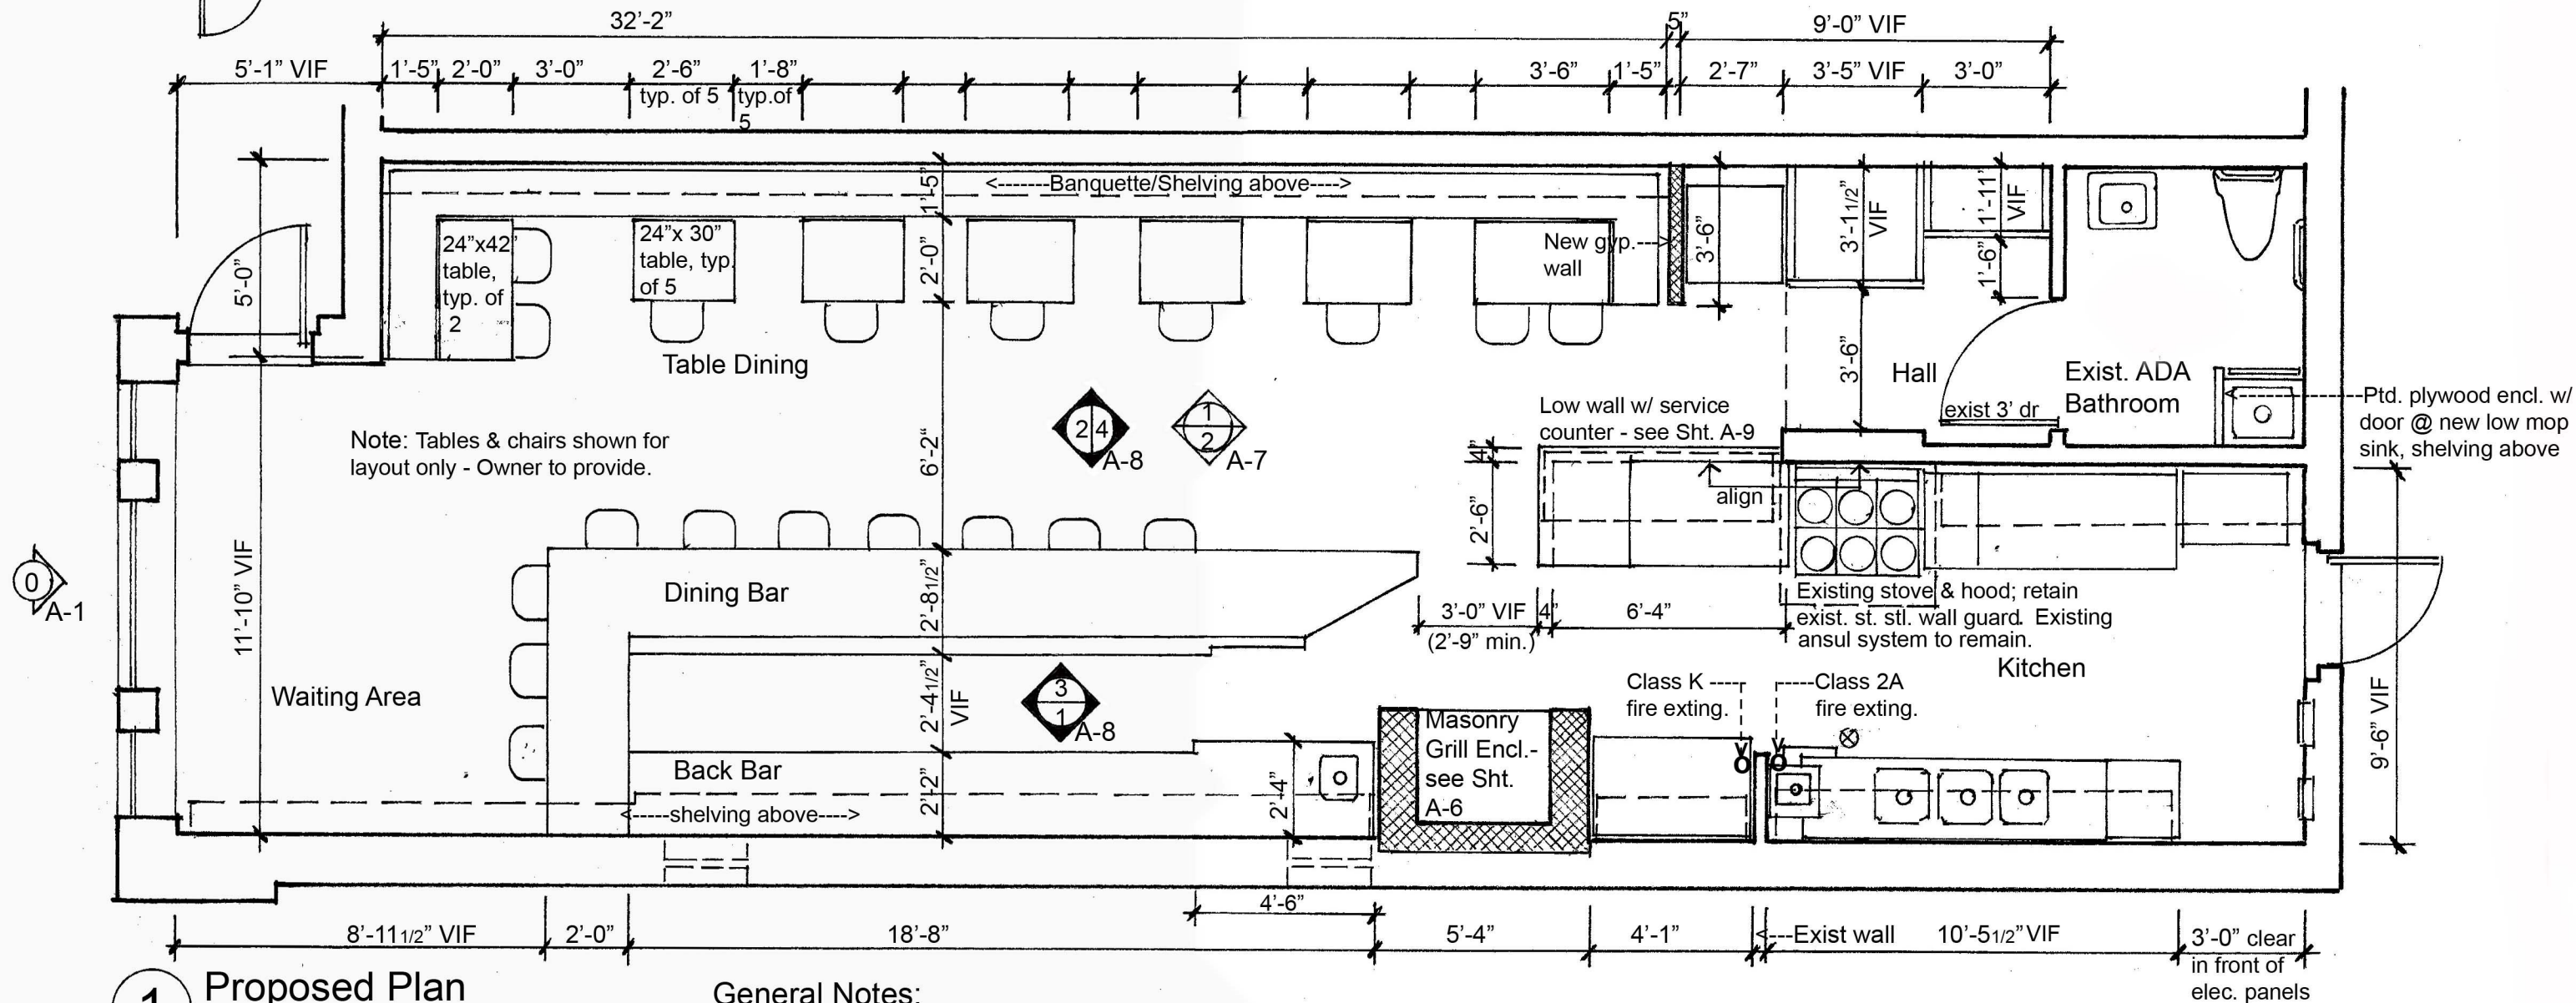 32'-2"
5"
9'-0" VIF
5'-1" VIF
1'-5"
2'-0"
3'-0"
2'-6"
typ. of 5
1'-8"
typ.of
5
3'-6"
1'-5"
2'-7"
3'-5" VIF
3'-0"
5'-0"
11'-10" VIF
1'-5"
<-------Banquette/Shelving above---->
24"x42'
table,
typ. of
2
24"x 30"
table, typ.
of 5
2'-0"
New gyp.--->
wall
3'-6"
3'-11/2"
VIF
1'-11"
VIF
1'-6"
3'-6"
Table Dining
Hall
Exist. ADA
Bathroom
exist 3' dr
<------------Ptd. plywood encl. w/
door @ new low mop
sink, shelving above
Note: Tables & chairs shown for
layout only - Owner to provide.
6'-2"
2 4
A-8
1
2
A-7
Low wall w/ service
counter - see Sht. A-9
4"
2'-6"
align
0
A-1
Dining Bar
2'-81/2"
3'-0" VIF
(2'-9" min.)
4"
6'-4"
Existing stove & hood; retain
exist. st. stl. wall guard. Existing
ansul system to remain.
Kitchen
9'-6" VIF
Waiting Area
2'-41/2"
VIF
3
1
A-8
Class K -----
fire exting.
-----Class 2A
fire exting.
Masonry
Grill Encl.-
see Sht.
A-6
Back Bar
2'-2"
2'-4"
<-----shelving above---->
4'-6"
8'-111/2" VIF
2'-0"
18'-8"
5'-4"
4'-1"
<---Exist wall
10'-51/2"VIF
3'-0" clear
in front of
elec. panels
1
Proposed Plan
General Notes: